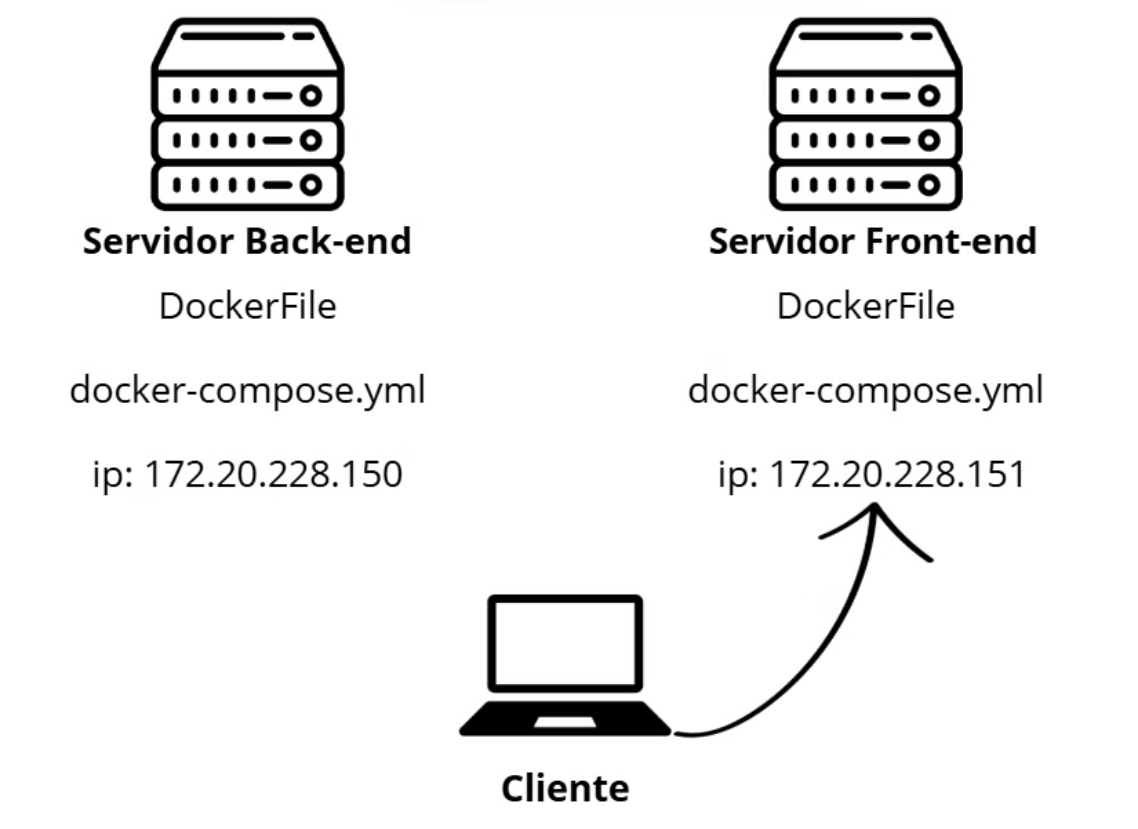 Servidor Back-end
DockerFile
docker-compose.yml
ip: 172.20.228.150
Servidor Front-end
DockerFile
docker-compose.yml
ip: 172.20.228.151
Cliente